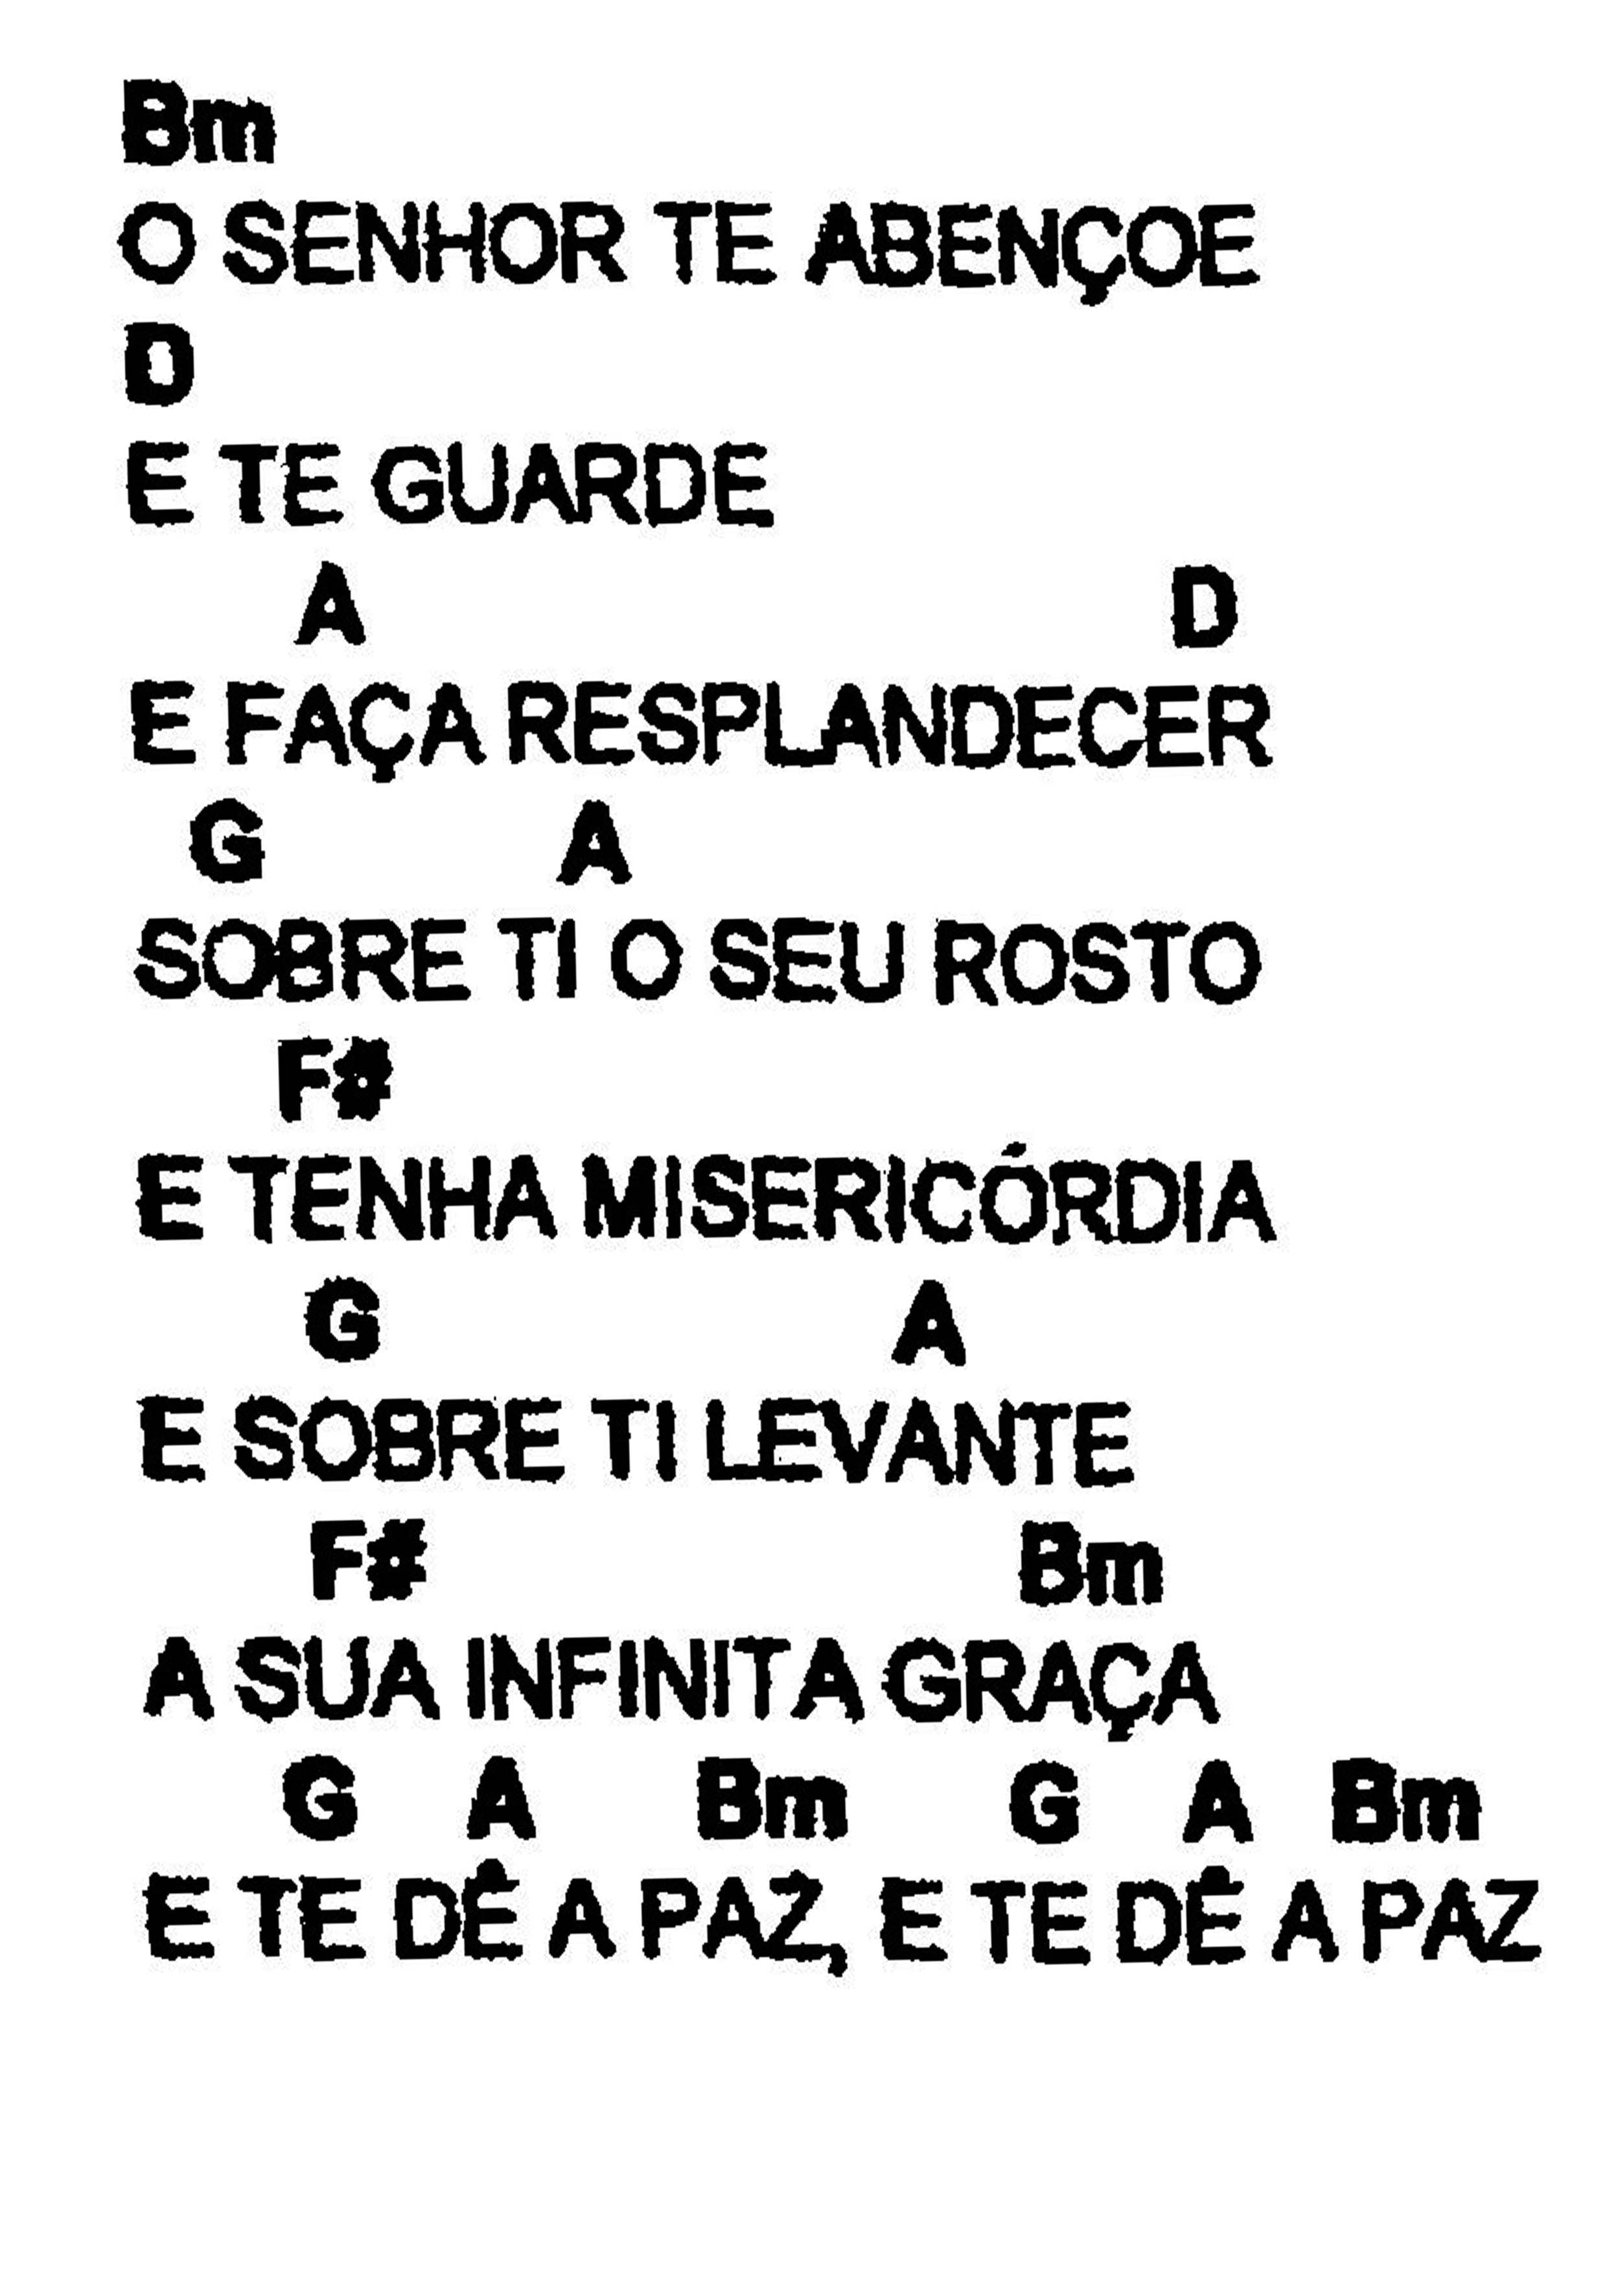 Bm
O SENHOR TE ABENÇOE
D
E TE GUARDE
A D
E FAÇA RESPLANDECER
G A
SOBRE TI O SEU ROSTO
F#
E TENHA MISERICÓRDIA
G A
E SOBRE TI LEVANTE
F# Bm
A SUA INFINITA GRAÇA
G A Bm G A Bm
E TE DÊ A PAZ, E TE DÊ A PAZ